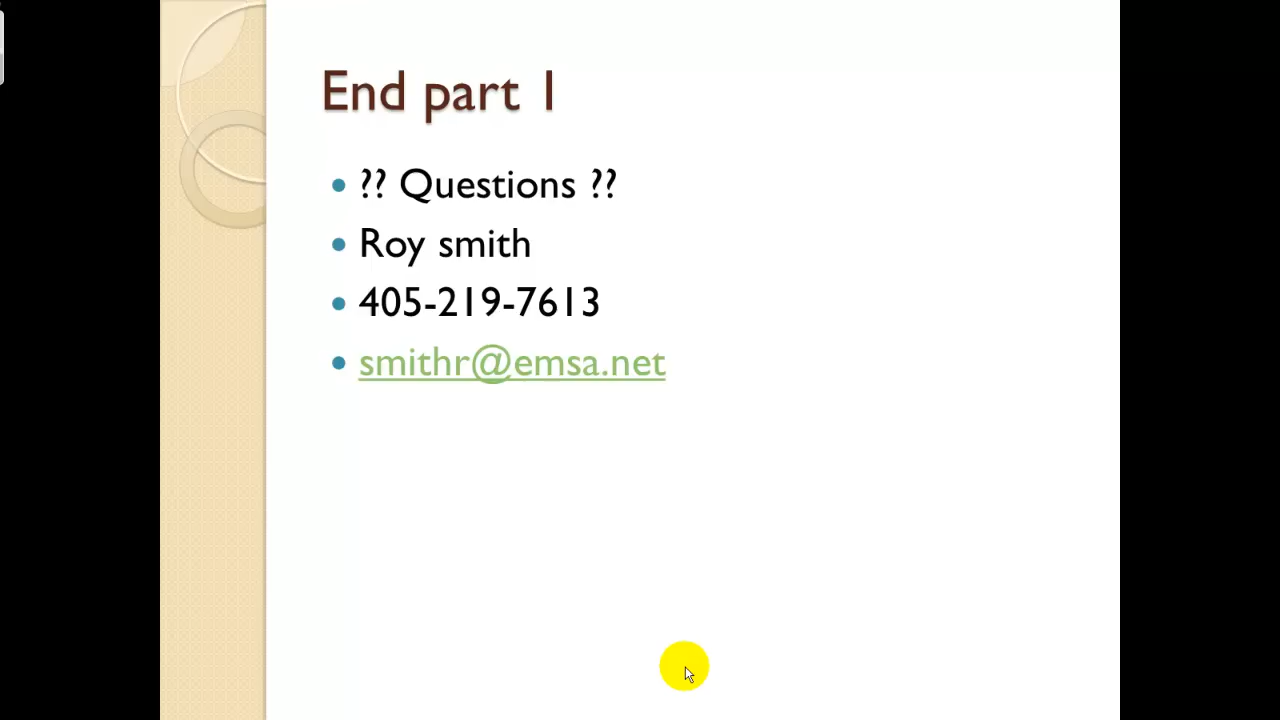 End part 1
?? Questions ??
Roy smith
405-219-7613
smithr@emsa.net